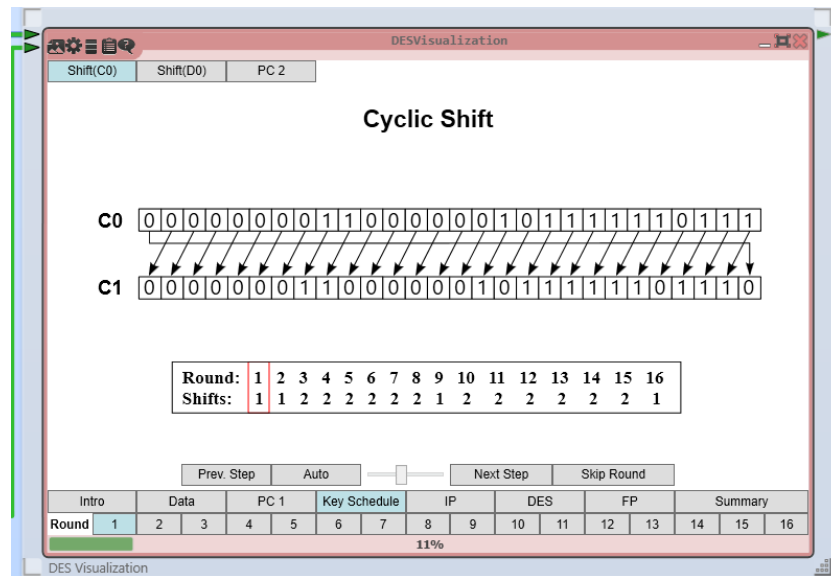 DESVisualization
Shift(C0) Shift(D0) PC 2
Cyclic Shift
C0 0 0 0 0 0 0 0 0 1 1 0 0 0 0 0 0 1 0 1 1 1 1 1 1 0 1 1 1
C1 0 0 0 0 0 0 0 1 1 0 0 0 0 0 0 1 0 1 1 1 1 1 1 0 1 1 1 0
Round: 1 2 3 4 5 6 7 8 9 10 11 12 13 14 15 16
Shifts: 1 1 2 2 2 2 2 2 1 2 2 2 2 2 2 1
Prev. Step Auto Next Step Skip Round
Intro Data PC 1 Key Schedule IP DES FP Summary
Round 1 2 3 4 5 6 7 8 9 10 11 12 13 14 15 16
11%
DES Visualization